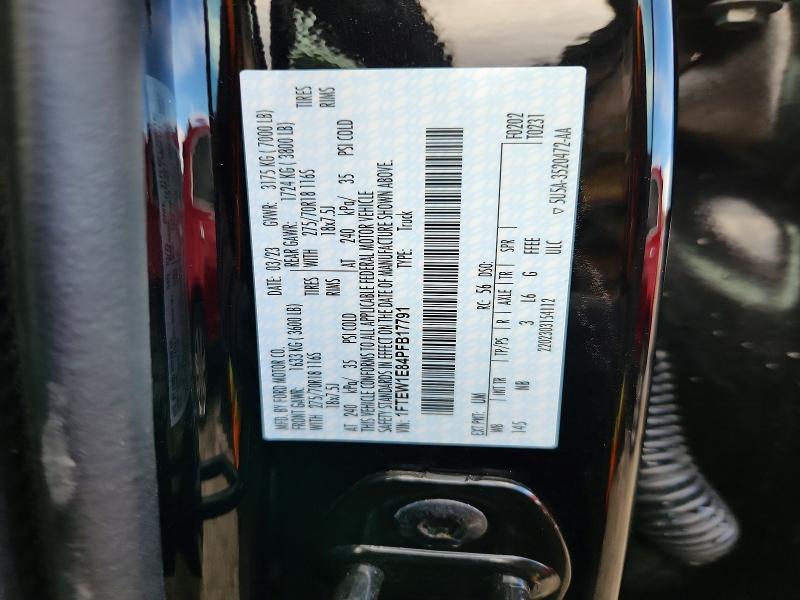 MFD. BY FORD MOTOR CO.
DATE: 03/23 GVWR: 3175 KG ( 7000 LB)
FRONT GAWR: 1633 KG ( 3600 LB) REAR GAWR: 1724 KG ( 3800 LB)
WITH TIRES WITH TIRES
275/70R18 116S 275/70R18 116S
18x7.5J RIMS 18x7.5J RIMS
AT 240 kPa/ 35 PSI COLD AT 240 kPa/ 35 PSI COLD
THIS VEHICLE CONFORMS TO ALL APPLICABLE FEDERAL MOTOR VEHICLE
SAFETY STANDARDS IN EFFECT ON THE DATE OF MANUFACTURE SHOWN ABOVE.
VIN: 1FTEW1E84PFB17791 TYPE: Truck
F0202
T0231
EXT PNT: UM RC: 56 DSO:
WB INT TR TP/PS R AXLE TR SPR
145 NB 3 L6 G FFEE
ULC
2202303154112 5U5A-3520472-AA